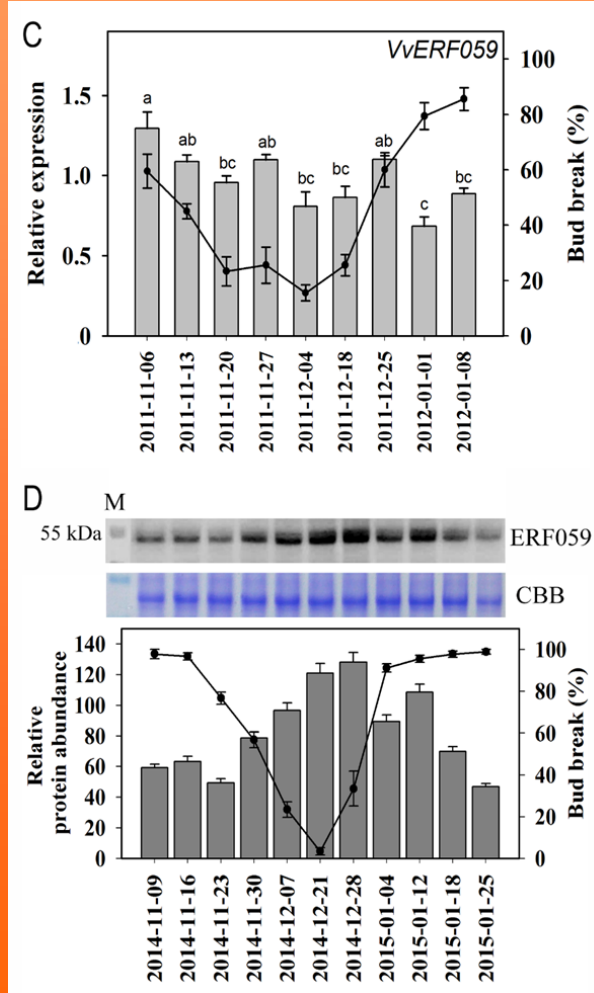 C
VvERF059
Relative expression
1.5
1.0
0.5
0
Bud break (%)
100
80
60
40
20
0
a
ab
bc
ab
bc
bc
ab
c
bc
2011-11-06
2011-11-13
2011-11-20
2011-11-27
2011-12-04
2011-12-18
2011-12-25
2012-01-01
2012-01-08
D
M
55 kDa
ERF059
CBB
Relative
protein abundance
140
120
100
80
60
40
20
0
Bud break (%)
100
80
60
40
20
0
2014-11-09
2014-11-16
2014-11-23
2014-11-30
2014-12-07
2014-12-21
2014-12-28
2015-01-04
2015-01-12
2015-01-18
2015-01-25